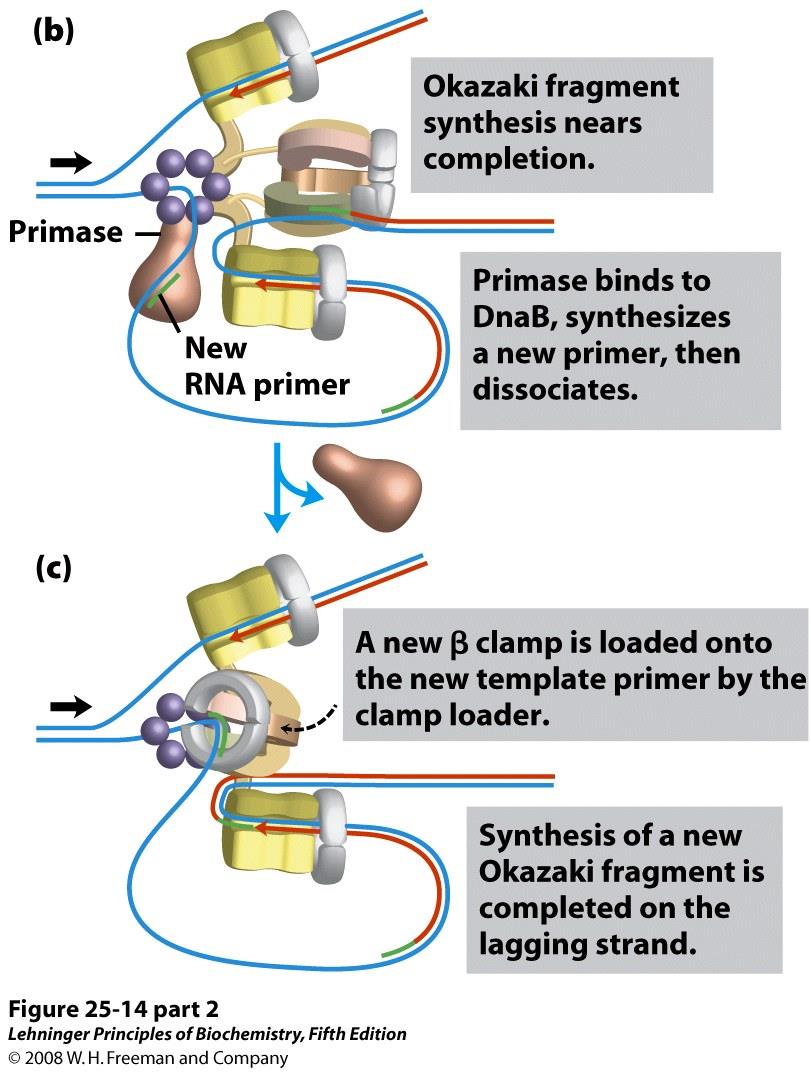 (b)
Okazaki fragment
synthesis nears
completion.
Primase
Primase binds to
DnaB, synthesizes
a new primer, then
dissociates.
New
RNA primer
(c)
A new β clamp is loaded onto
the new template primer by the
clamp loader.
Synthesis of a new
Okazaki fragment is
completed on the
lagging strand.
Figure 25-14 part 2
Lehninger Principles of Biochemistry, Fifth Edition
© 2008 W. H. Freeman and Company